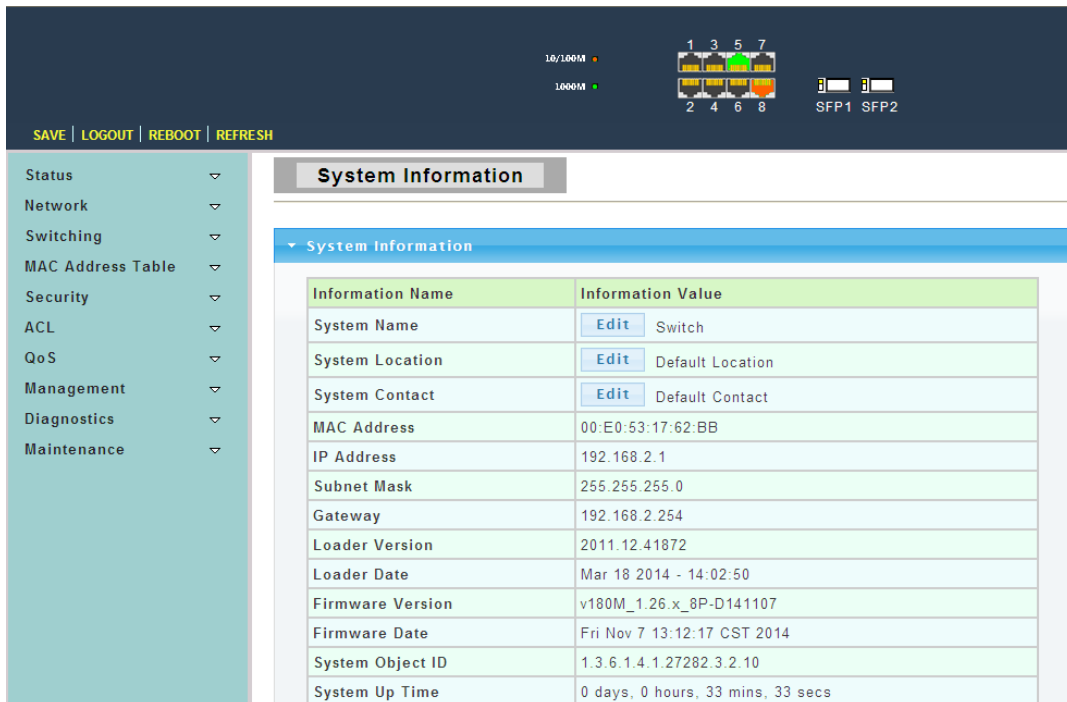 1 3 5 7
10/100M
1000M
2 4 6 8 SFP1 SFP2
SAVE | LOGOUT | REBOOT | REFRESH
Status
Network
Switching
MAC Address Table
Security
ACL
QoS
Management
Diagnostics
Maintenance
System Information
System Information
Information Name Information Value
System Name Edit Switch
System Location Edit Default Location
System Contact Edit Default Contact
MAC Address 00:E0:53:17:62:BB
IP Address 192.168.2.1
Subnet Mask 255.255.255.0
Gateway 192.168.2.254
Loader Version 2011.12.41872
Loader Date Mar 18 2014 - 14:02:50
Firmware Version v180M_1.26.x_8P-D141107
Firmware Date Fri Nov 7 13:12:17 CST 2014
System Object ID 1.3.6.1.4.1.27282.3.2.10
System Up Time 0 days, 0 hours, 33 mins, 33 secs